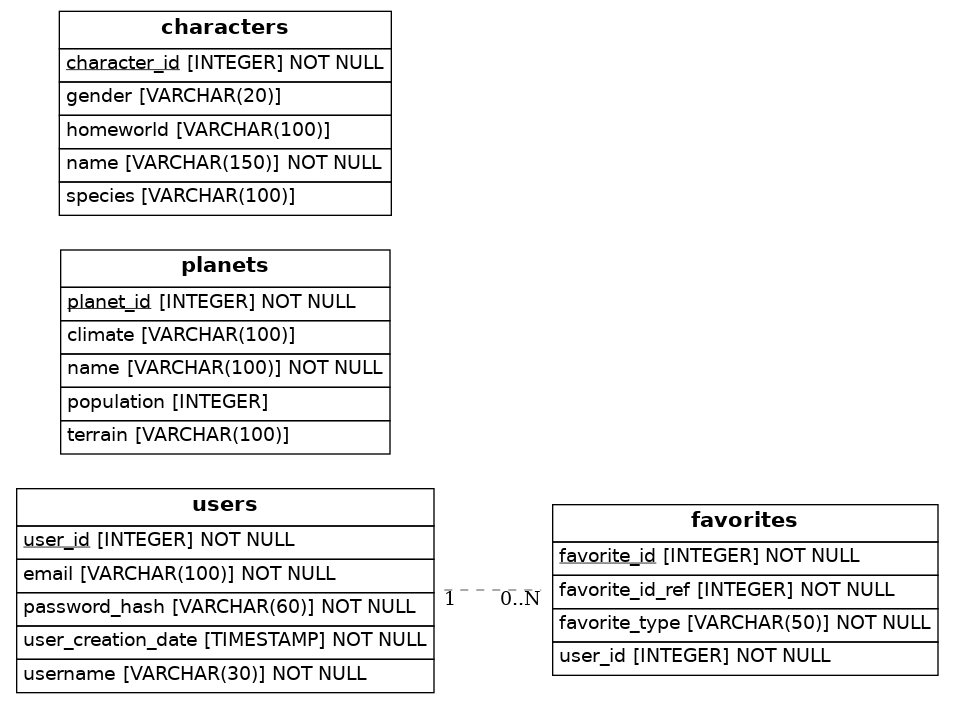 characters
character_id [INTEGER] NOT NULL
gender [VARCHAR(20)]
homeworld [VARCHAR(100)]
name [VARCHAR(150)] NOT NULL
species [VARCHAR(100)]
planets
planet_id [INTEGER] NOT NULL
climate [VARCHAR(100)]
name [VARCHAR(100)] NOT NULL
population [INTEGER]
terrain [VARCHAR(100)]
users
user_id [INTEGER] NOT NULL
email [VARCHAR(100)] NOT NULL
password_hash [VARCHAR(60)] NOT NULL
user_creation_date [TIMESTAMP] NOT NULL
username [VARCHAR(30)] NOT NULL
1 0..N
favorites
favorite_id [INTEGER] NOT NULL
favorite_id_ref [INTEGER] NOT NULL
favorite_type [VARCHAR(50)] NOT NULL
user_id [INTEGER] NOT NULL